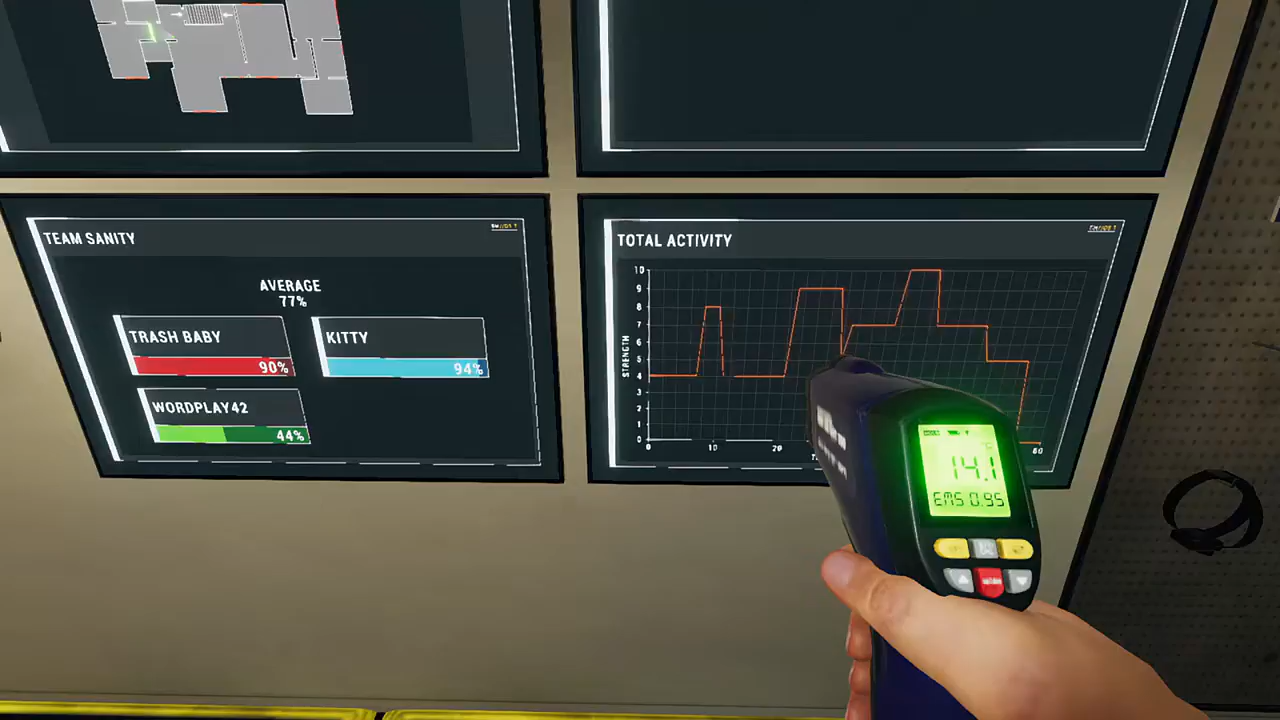 TEAM SANITY
AVERAGE
77%
TRASH BABY
90%
KITTY
94%
WORDPLAY42
44%
TOTAL ACTIVITY
STRENGTH
10
9
8
7
6
5
4
3
2
1
0
0 10 20 60
14.1
EMS 0.95